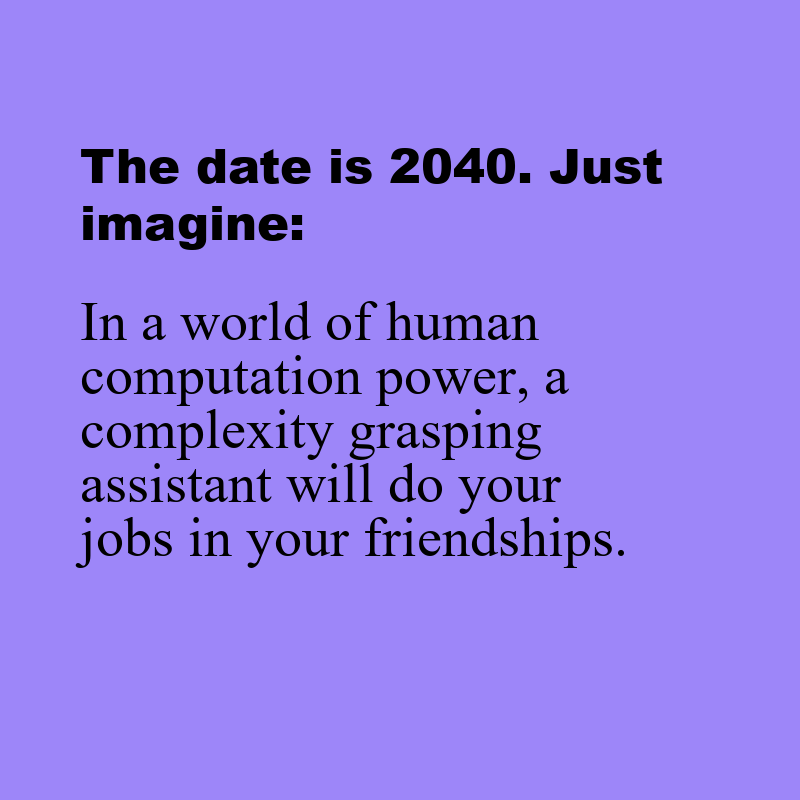 The date is 2040. Just
imagine:
In a world of human
computation power, a
complexity grasping
assistant will do your
jobs in your friendships.